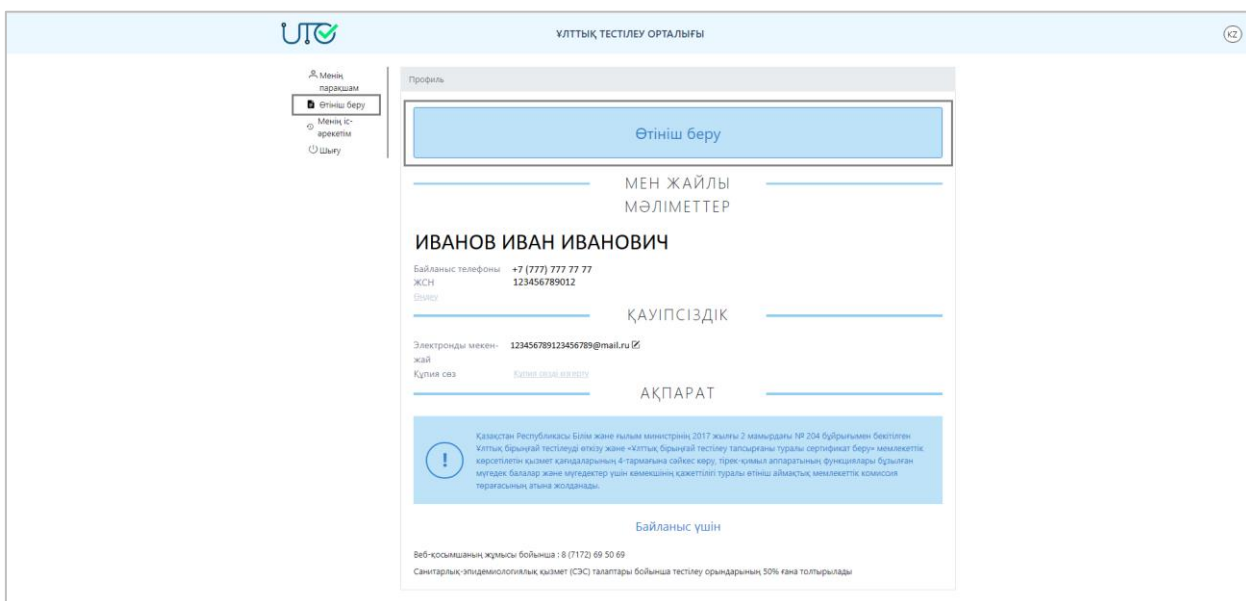 UTO
ҰЛТТЫҚ ТЕСТІЛЕУ ОРТАЛЫҒЫ
KZ
Менің
парақшам
Өтініш беру
Менің іс-
әрекетім
Шығу
Профиль
Өтініш беру
МЕН ЖАЙЛЫ
МӘЛІМЕТТЕР
ИВАНОВ ИВАН ИВАНОВИЧ
Байланыс телефоны +7 (777) 777 77 77
ЖСН 123456789012
Өңдеу
ҚАУІПСІЗДІК
Электронды мекен- 123456789123456789@mail.ru
жай
Құпия сөз Құпия сөзді өзгерту
АҚПАРАТ
Қазақстан Республикасы Білім және ғылым министрінің 2017 жылғы 2 мамырдағы № 204 бұйрығымен бекітілген
Ұлттық бірыңғай тестілеуді өткізу және «Ұлттық бірыңғай тестілеу тапсырғаны туралы сертификат беру» мемлекеттік
көрсетілетін қызмет қағидаларының 4-тармағына сәйкес көру, тірек-қимыл аппаратының функциялары бұзылған
мүгедек балалар және мүгедектер үшін көмекшінің қажеттілігі туралы өтініш аймақтық мемлекеттік комиссия
төрағасының атына жолданады.
Байланыс үшін
Веб-қосымшаның жұмысы бойынша : 8 (7172) 69 50 69
Санитарлық-эпидемиологиялық қызмет (СЭС) талаптары бойынша тестілеу орындарының 50% ғана толтырылады